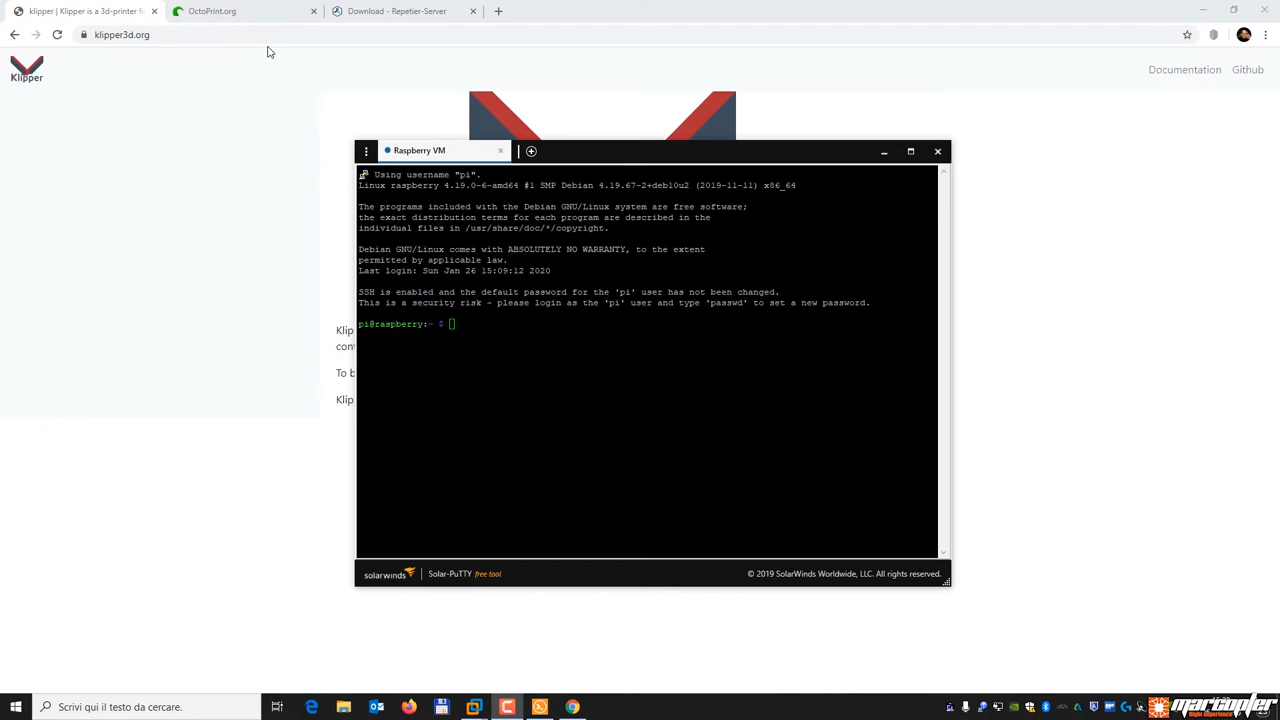 klipper | Klipper is a 3d-printer f
OctoPrint.org
Download - Repetier-Server
klipper3d.org
Klipper
Documentation
Github
Raspberry VM
Using username "pi".
Linux raspberry 4.19.0-6-amd64 #1 SMP Debian 4.19.67-2+deb10u2 (2019-11-11) x86_64
The programs included with the Debian GNU/Linux system are free software;
the exact distribution terms for each program are described in the
individual files in /usr/share/doc/*/copyright.
Debian GNU/Linux comes with ABSOLUTELY NO WARRANTY, to the extent
permitted by applicable law.
Last login: Sun Jan 26 15:09:12 2020
SSH is enabled and the default password for the 'pi' user has not been changed.
This is a security risk - please login as the 'pi' user and type 'passwd' to set a new password.
pi@raspberry:~ $
Klip
con
To b
Klip
solarwinds
Solar-PuTTY free tool
© 2019 SolarWinds Worldwide, LLC. All rights reserved.
Scrivi qui il testo da cercare.
marcopter
flight experience